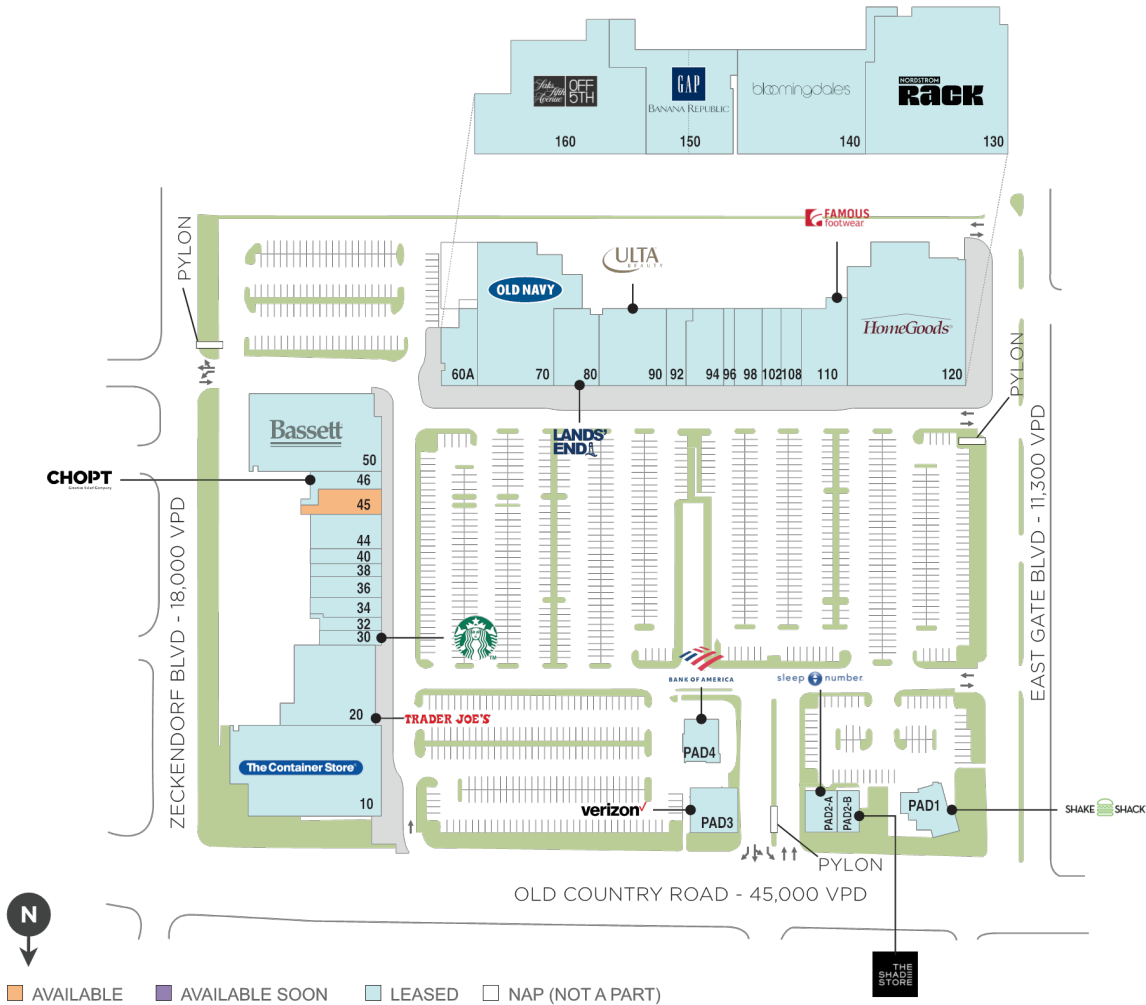 Saks
fifth
Avenue
OFF
5TH
GAP
BANANA REPUBLIC
bloomingdales
NORDSTROM
RACK
160
150
140
130
FAMOUS
footwear
PYLON
ULTA
BEAUTY
OLD NAVY
HomeGoods
60A
70
80
90
92
94
96
98
102
108
110
120
PYLON
LANDS'
END
Bassett
50
CHOPT
Creative Salad Company
46
45
44
40
38
36
34
32
30
TM
ZECKENDORF BLVD - 18,000 VPD
EAST GATE BLVD - 11,300 VPD
BANK OF AMERICA
sleep number
20
TRADER JOE'S
PAD4
The Container Store
10
verizon
PAD3
PAD2-A
PAD2-B
PAD1
SHAKE SHACK
PYLON
OLD COUNTRY ROAD - 45,000 VPD
N
THE
SHADE
STORE
AVAILABLE
AVAILABLE SOON
LEASED
NAP (NOT A PART)